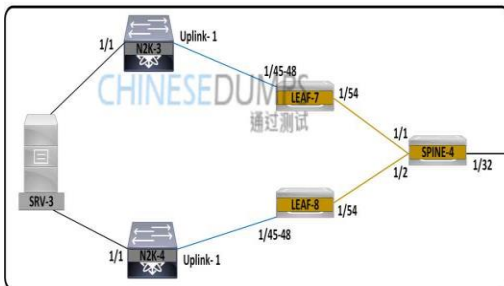 1/1
N2K-3
Uplink- 1
1/45-48
CHINESEDUMPS
通过测试
LEAF-7
1/54
1/1
SPINE-4
1/32
1/2
SRV-3
LEAF-8
1/54
1/45-48
1/1
N2K-4
Uplink- 1